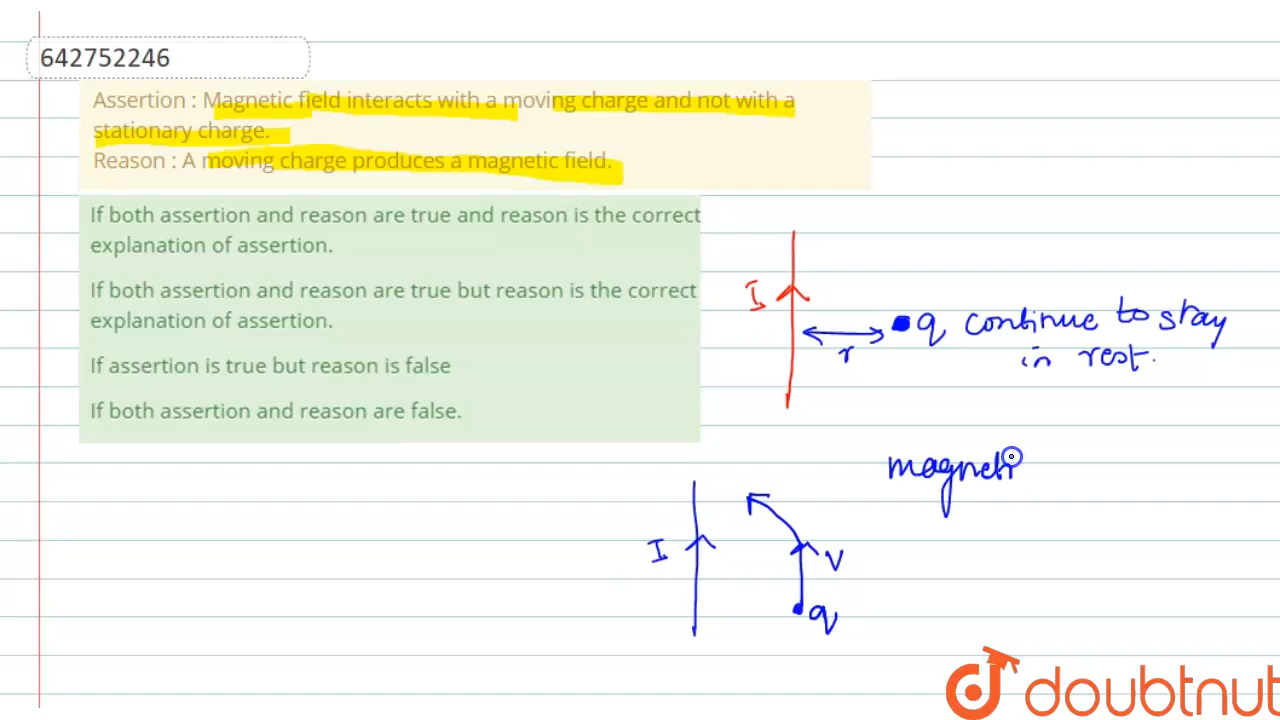 642752246
Assertion : Magnetic field interacts with a moving charge and not with a
stationary charge.
Reason : A moving charge produces a magnetic field.
If both assertion and reason are true and reason is the correct
explanation of assertion.
If both assertion and reason are true but reason is the correct
explanation of assertion.
If assertion is true but reason is false
If both assertion and reason are false.
I
r
q continue to stay
in rest.
magneti
I
V
q
doubtnut